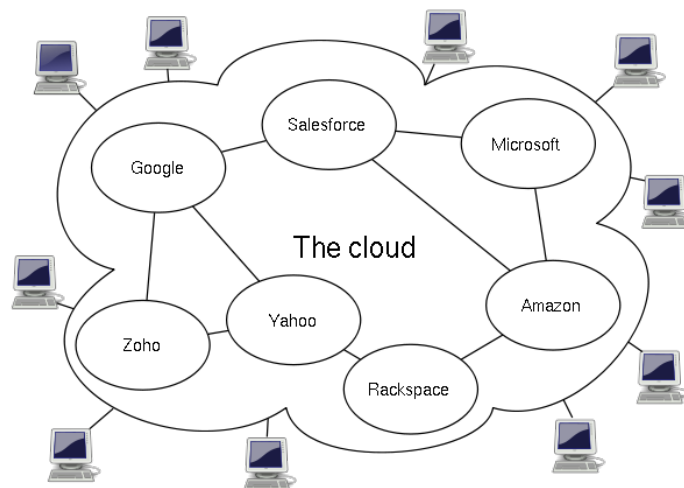 Salesforce
Microsoft
Google
The cloud
Amazon
Yahoo
Zoho
Rackspace